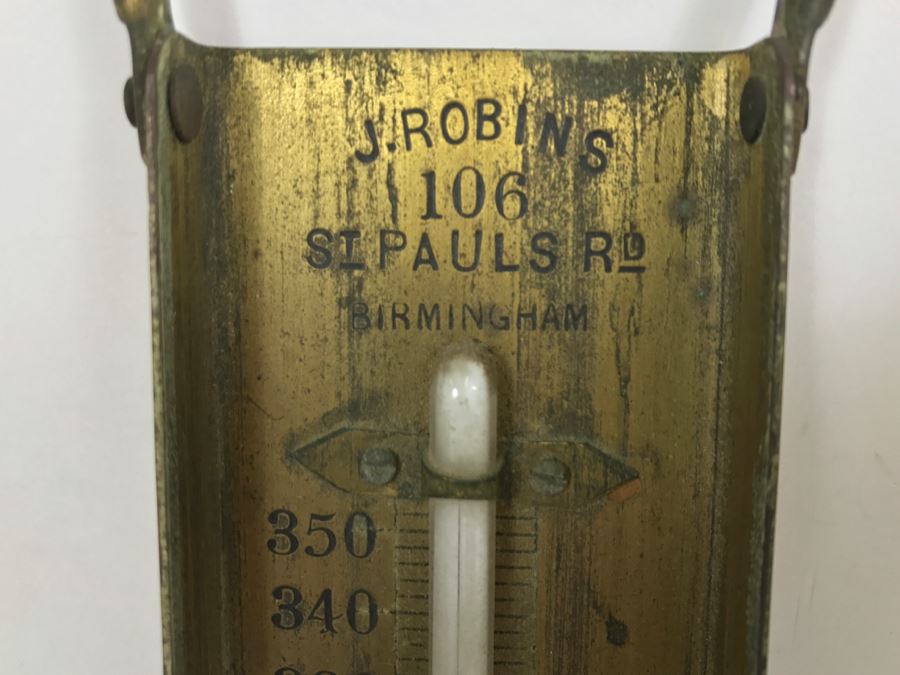 J. ROBINS
106
ST PAULS RD
BIRMINGHAM
350
340